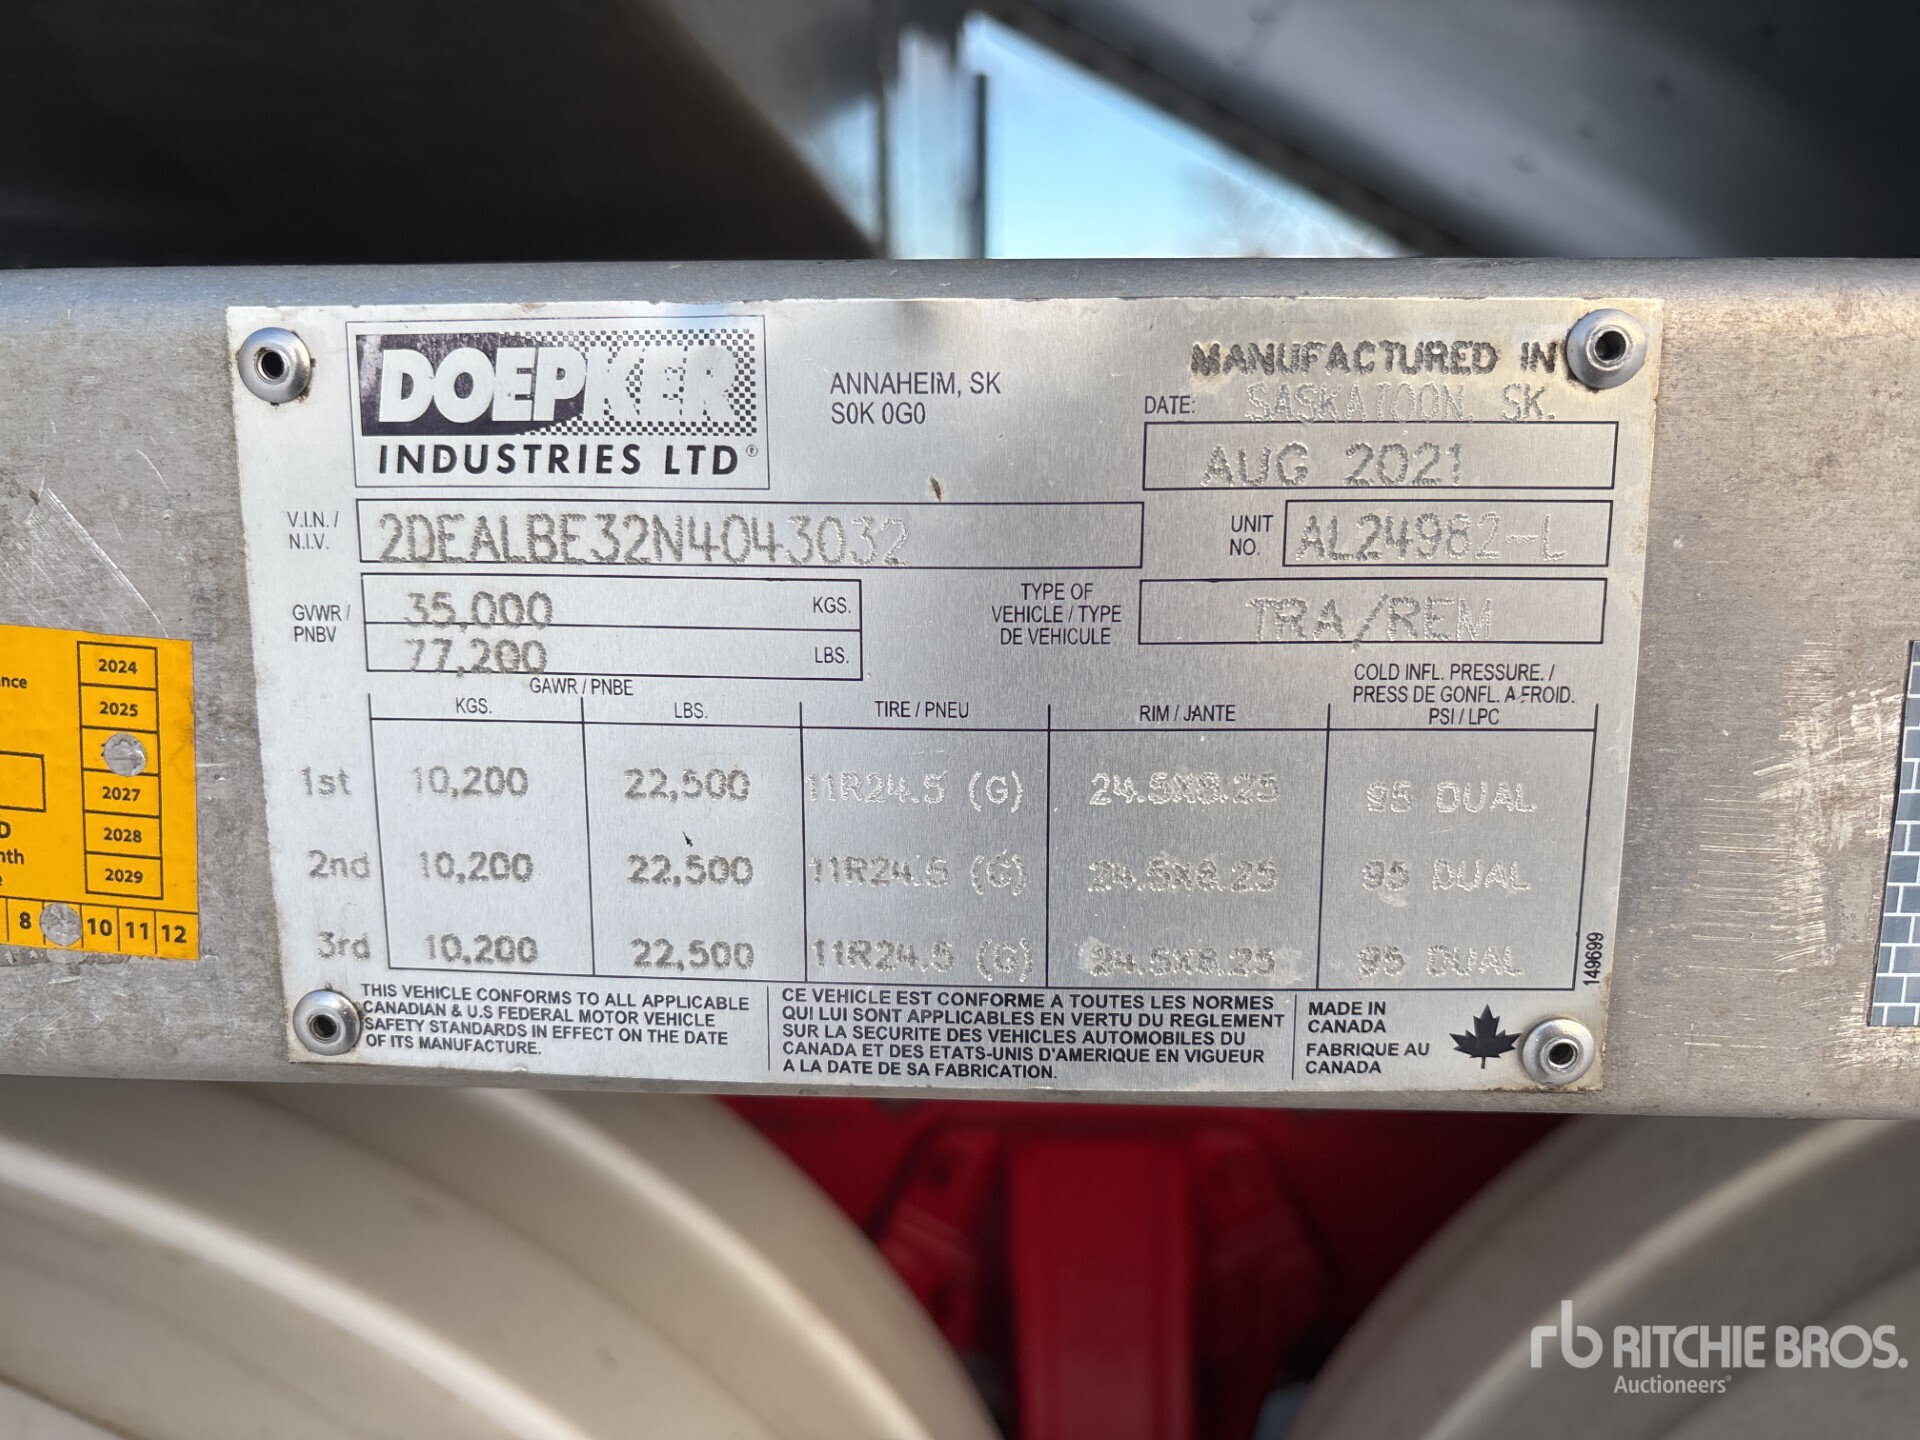 DOEPKER
INDUSTRIES LTD®
ANNAHEIM, SK
S0K 0G0
MANUFACTURED IN
SASKATOON, SK.
DATE:
AUG 2021
V.I.N. /
N.I.V.
2DEALBE32N4043032
UNIT
NO.
AL24982-L
GVWR /
PNBV
35,000 KGS.
77,200 LBS.
TYPE OF
VEHICLE / TYPE
DE VEHICULE
TRA/REM
GAWR / PNBE
COLD INFL. PRESSURE. /
PRESS DE GONFL. A FROID.
KGS. LBS. TIRE / PNEU RIM / JANTE PSI / LPC
1st 10,200 22,500 11R24.5 (G) 24.5X8.25 95 DUAL
2nd 10,200 22,500 11R24.5 (G) 24.5X8.25 95 DUAL
3rd 10,200 22,500 11R24.5 (G) 24.5X8.25 95 DUAL
149699
THIS VEHICLE CONFORMS TO ALL APPLICABLE
CANADIAN & U.S FEDERAL MOTOR VEHICLE
SAFETY STANDARDS IN EFFECT ON THE DATE
OF ITS MANUFACTURE.
CE VEHICLE EST CONFORME A TOUTES LES NORMES
QUI LUI SONT APPLICABLES EN VERTU DU REGLEMENT
SUR LA SECURITE DES VEHICLES AUTOMOBILES DU
CANADA ET DES ETATS-UNIS D'AMERIQUE EN VIGUEUR
A LA DATE DE SA FABRICATION.
MADE IN
CANADA
FABRIQUE AU
CANADA
2024
2025
2027
2028
2029
8 10 11 12
rb RITCHIE BROS.
Auctioneers